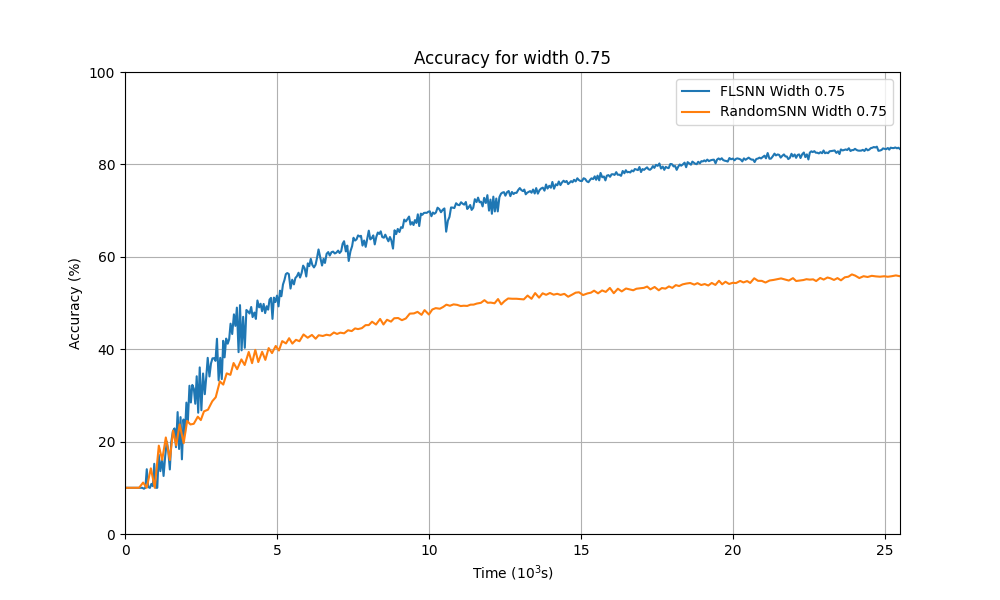 Accuracy for width 0.75
FLSNN Width 0.75
RandomSNN Width 0.75
Accuracy (%)
100
80
60
40
20
0
0 5 10 15 20 25
Time (10³s)